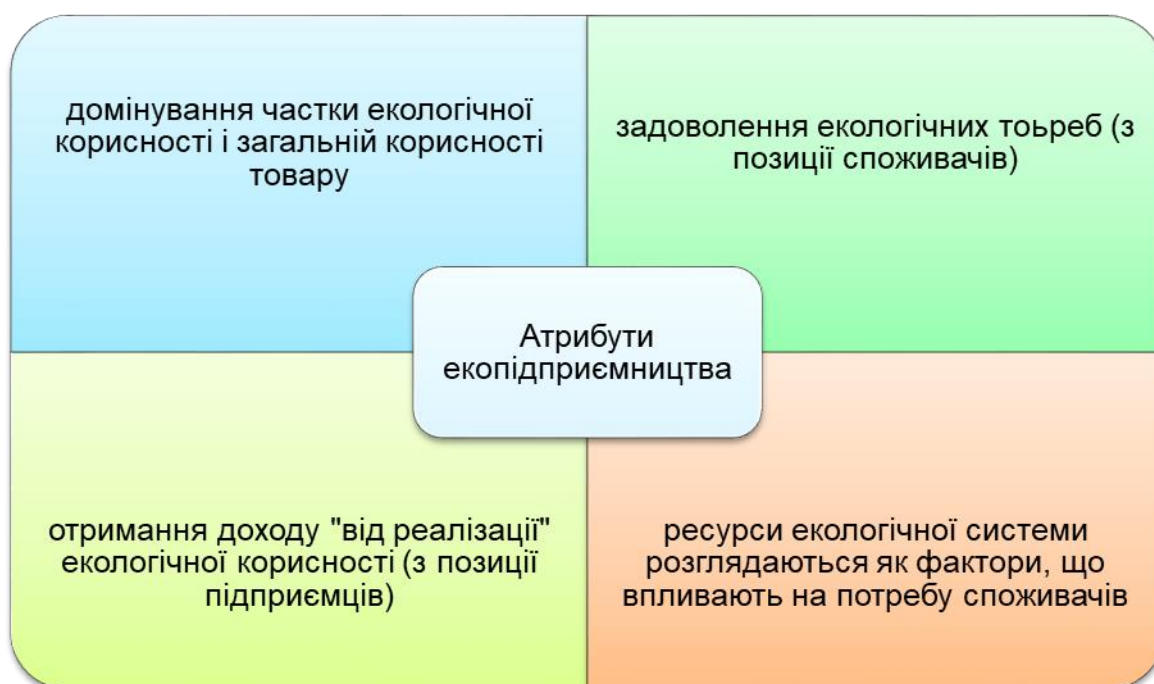 домінування частки екологічної
корисності і загальній корисності
товару
задоволення екологічних тоьреб (з
позиції споживачів)
Атрибути
екопідприємництва
отримання доходу "від реалізації"
екологічної корисності (з позиції
підприємців)
ресурси екологічної системи
розглядаються як фактори, що
впливають на потребу споживачів